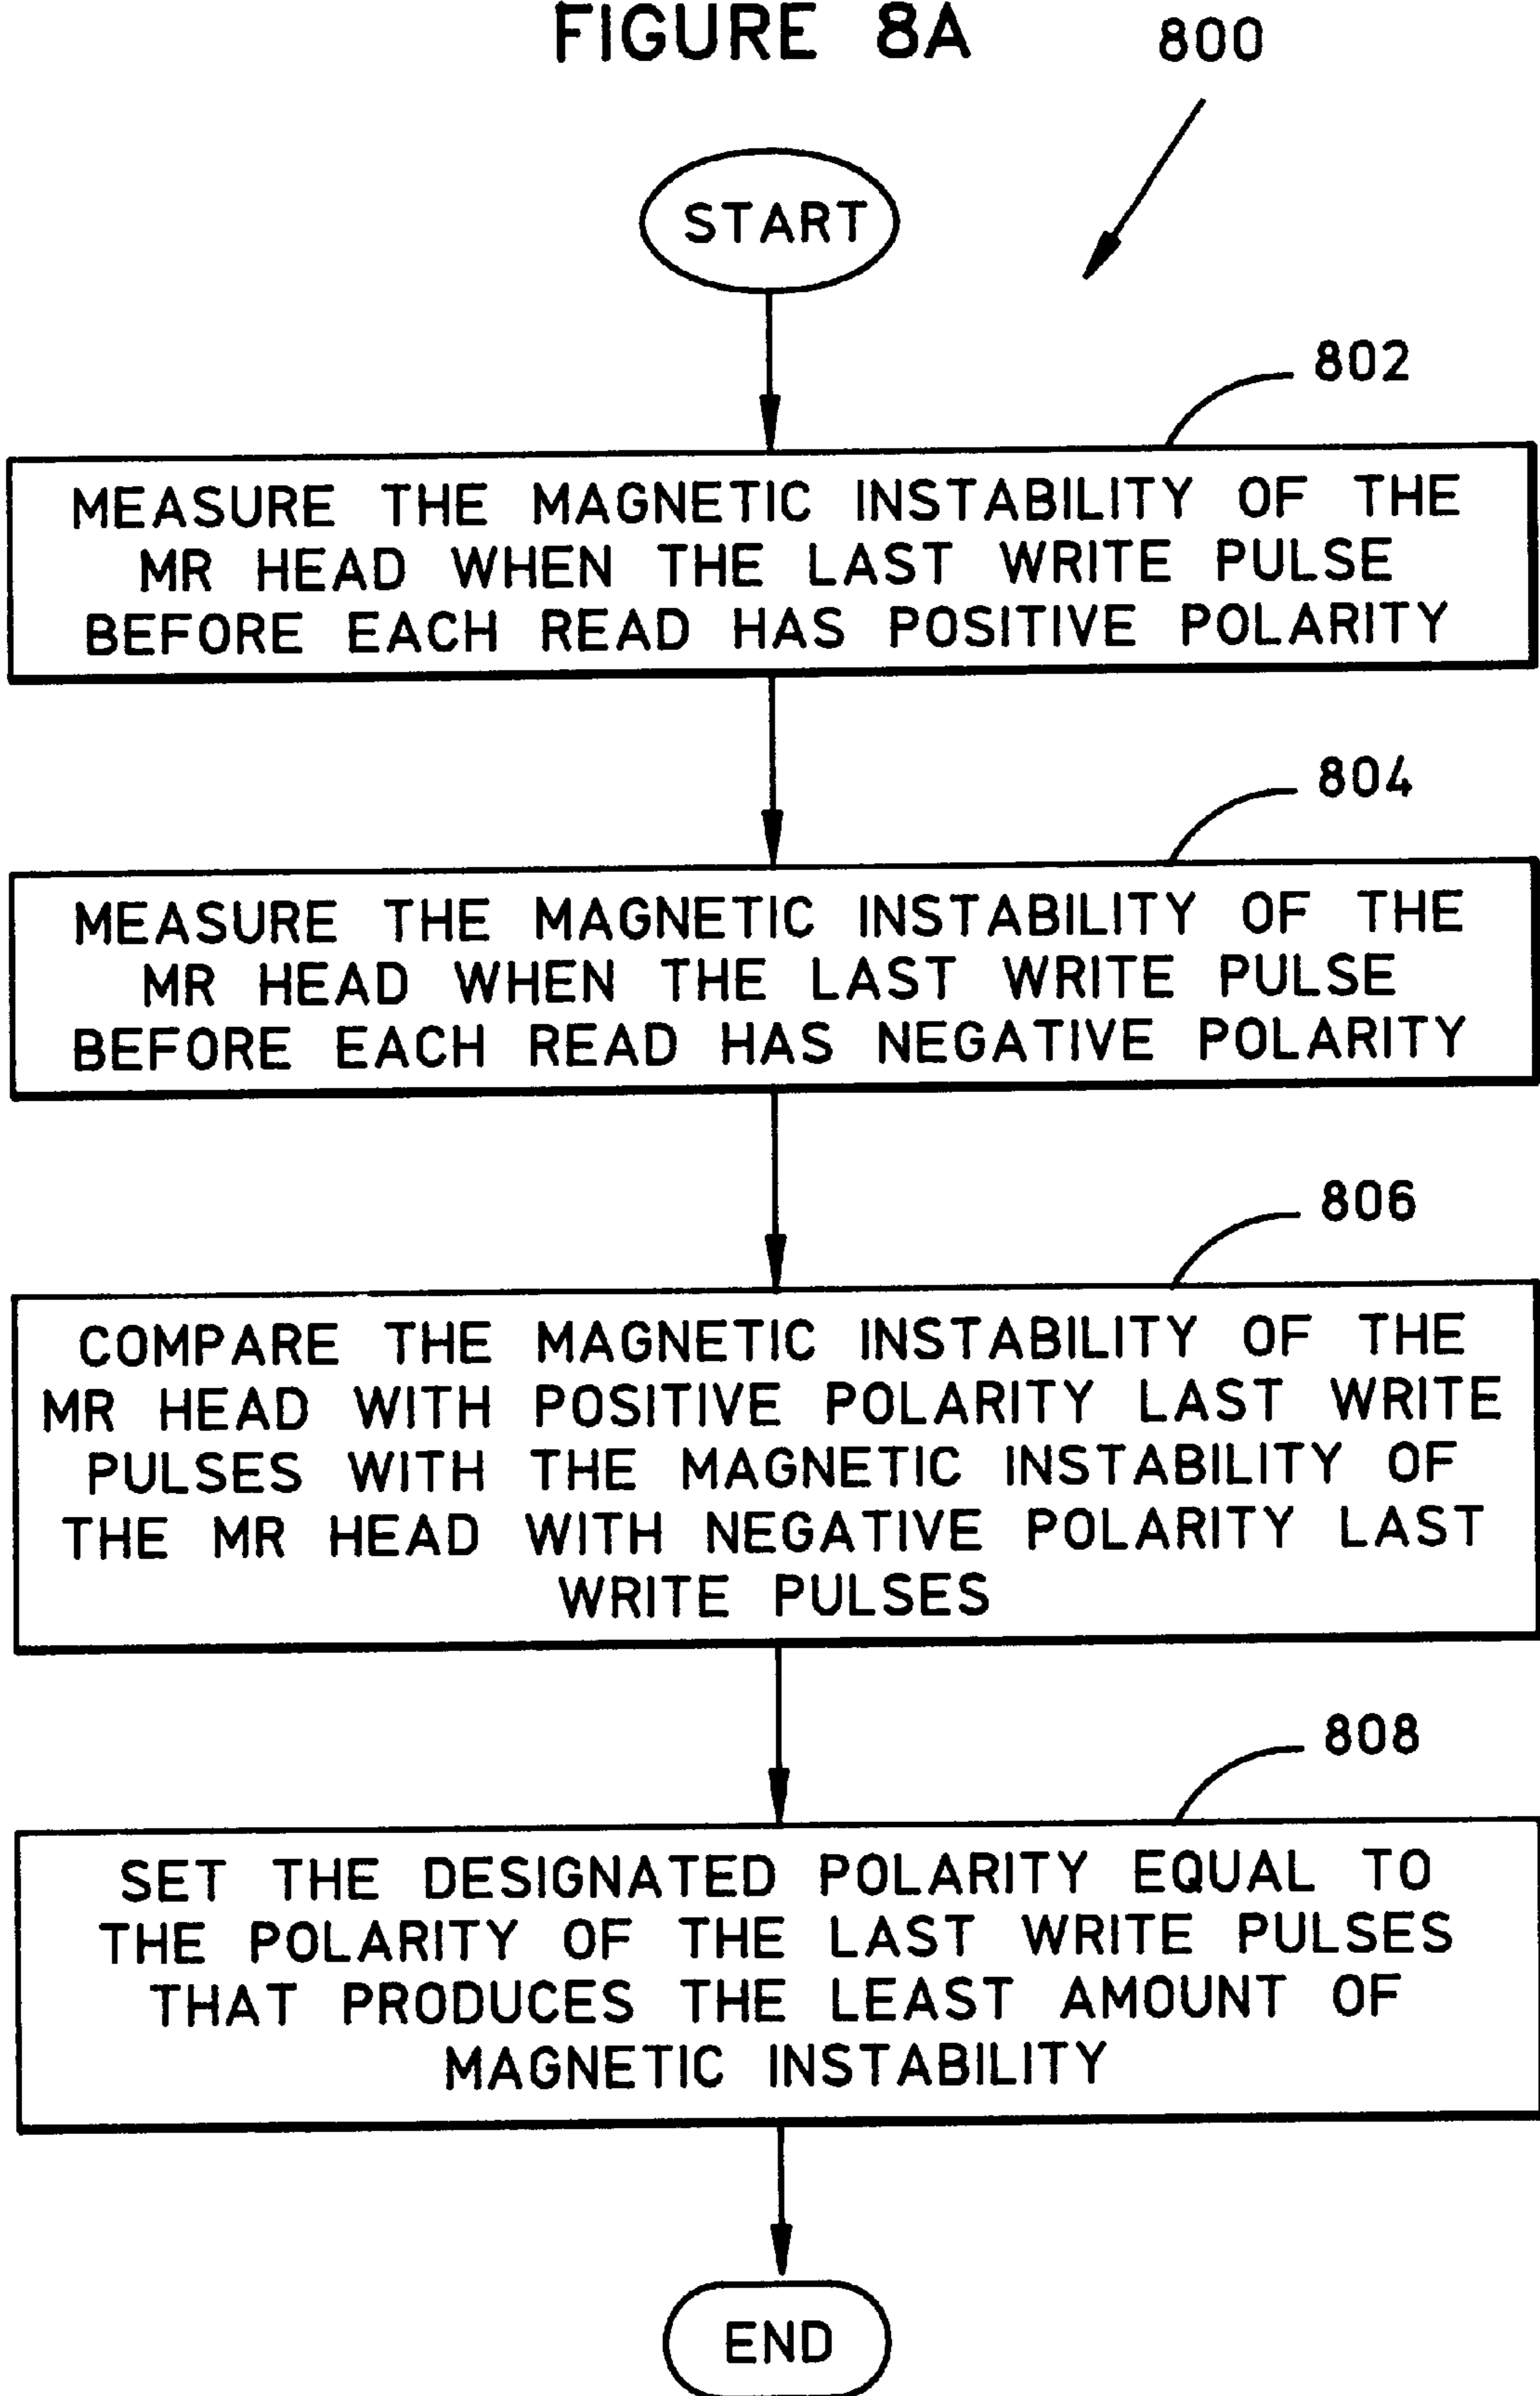 FIGURE 8A
800
START
802
MEASURE THE MAGNETIC INSTABILITY OF THE
MR HEAD WHEN THE LAST WRITE PULSE
BEFORE EACH READ HAS POSITIVE POLARITY
804
MEASURE THE MAGNETIC INSTABILITY OF THE
MR HEAD WHEN THE LAST WRITE PULSE
BEFORE EACH READ HAS NEGATIVE POLARITY
806
COMPARE THE MAGNETIC INSTABILITY OF THE
MR HEAD WITH POSITIVE POLARITY LAST WRITE
PULSES WITH THE MAGNETIC INSTABILITY OF
THE MR HEAD WITH NEGATIVE POLARITY LAST
WRITE PULSES
808
SET THE DESIGNATED POLARITY EQUAL TO
THE POLARITY OF THE LAST WRITE PULSES
THAT PRODUCES THE LEAST AMOUNT OF
MAGNETIC INSTABILITY
END